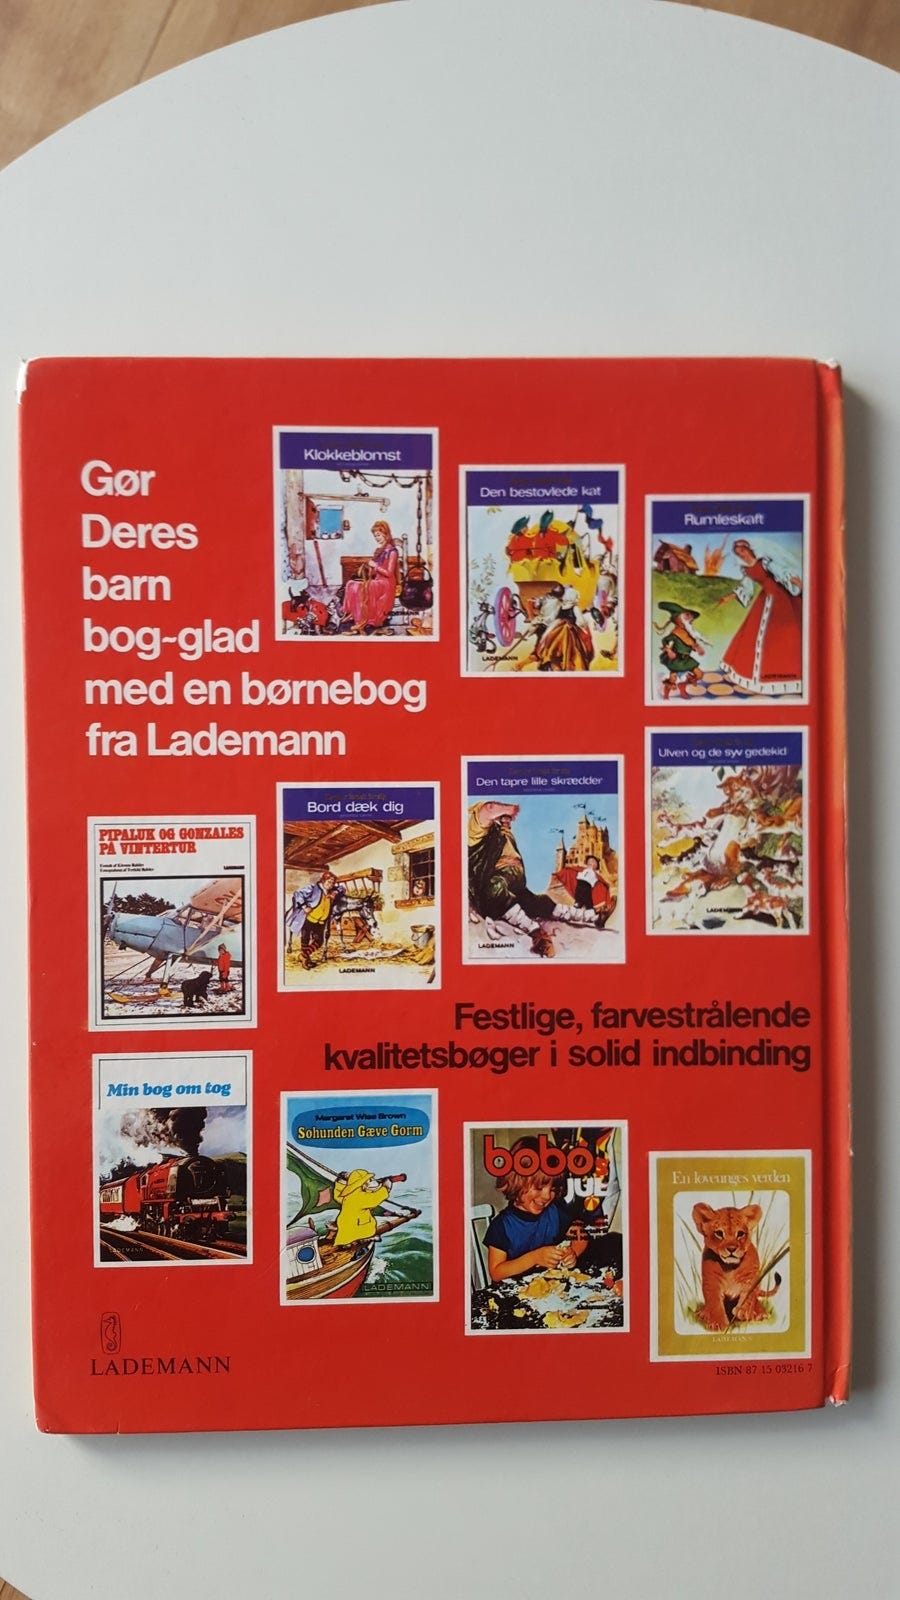 Gør
Deres
barn
bog-glad
med en børnebog
fra Lademann
Klokkeblomst
LADEMANN
Den bestøvlede kat
LADEMANN
Rumleskaft
LADEMANN
PIPALUK OG GONZALES
PÅ VINTERTUR
LADEMANN
Bord dæk dig
LADEMANN
Den tapre lille skrædder
LADEMANN
Ulven og de syv gedekid
LADEMANN
Festlige, farvestrålende
kvalitetsbøger i solid indbinding
Min bog om tog
LADEMANN
Margaret Wise Brown
Søhunden Gæve Gorm
LADEMANN
bobo's
JUL
En løveunges verden
LADEMANN
LADEMANN
ISBN 87 15 03216 7